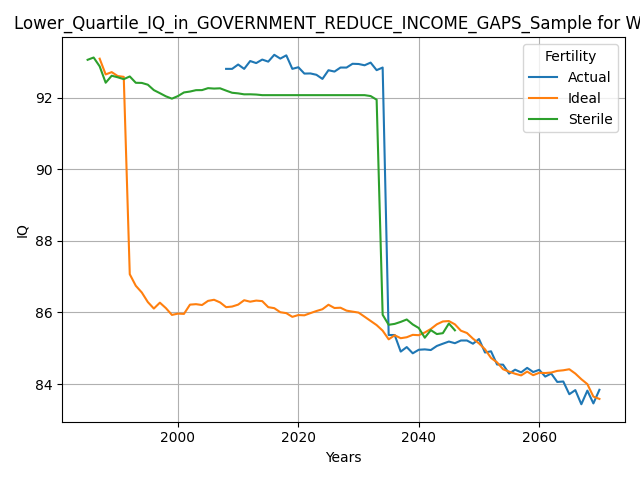 Lower_Quartile_IQ_in_GOVERNMENT_REDUCE_INCOME_GAPS_Sample for W
Fertility
Actual
Ideal
Sterile
IQ
92
90
88
86
84
2000
2020
2040
2060
Years